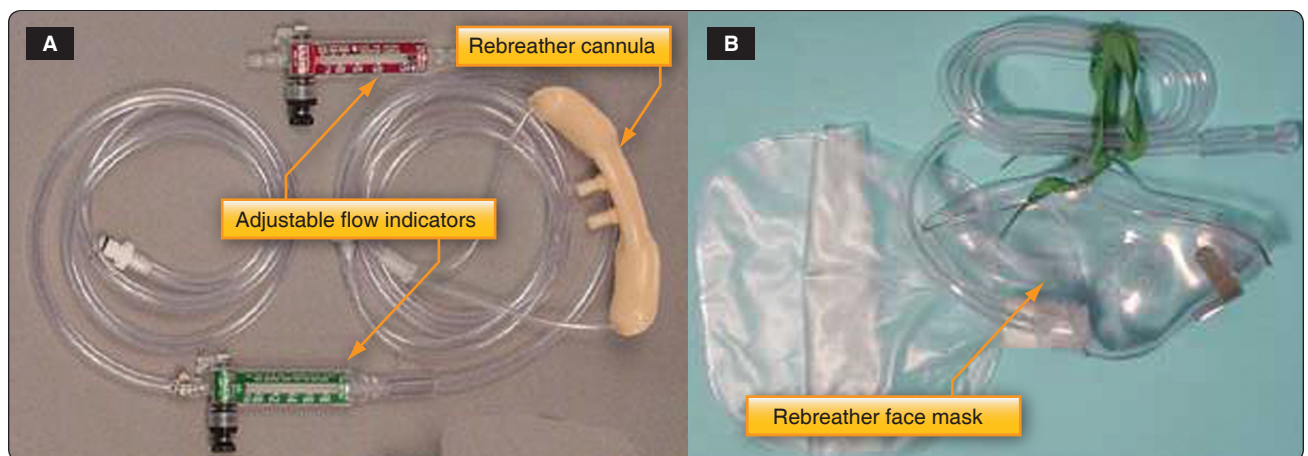 A
Rebreather cannula
Adjustable flow indicators
B
Rebreather face mask